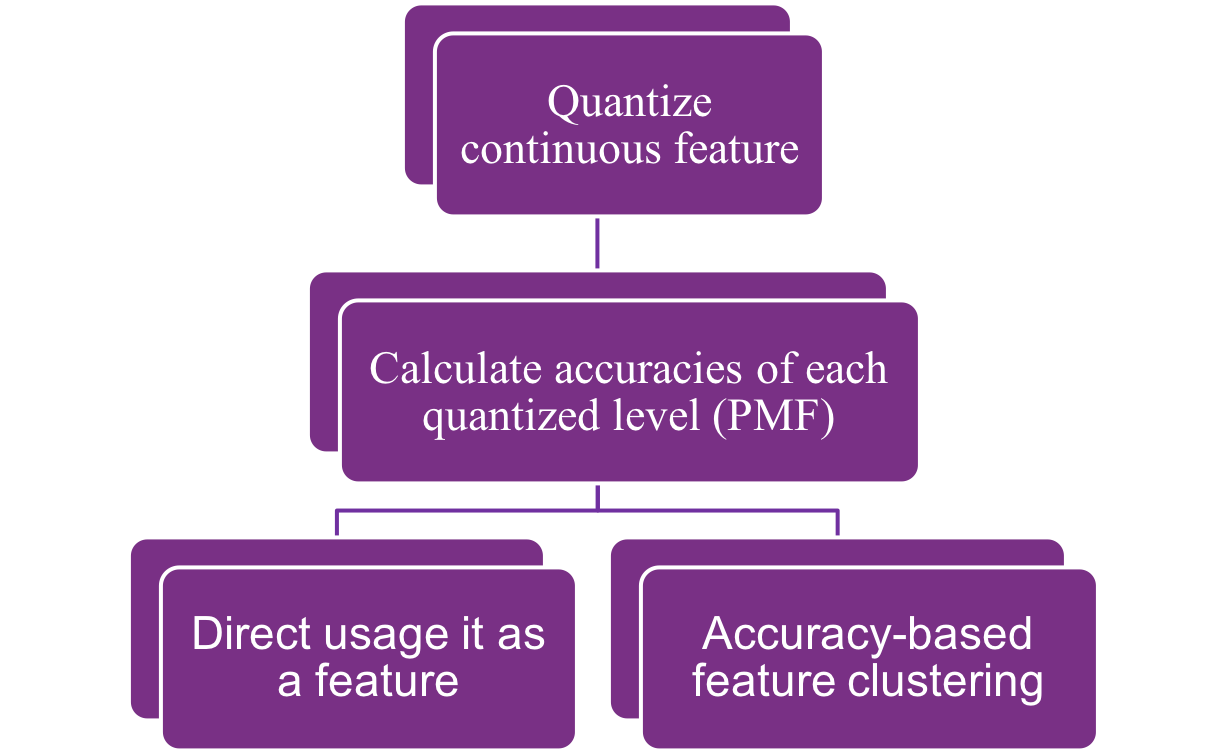 Quantize
continuous feature
Calculate accuracies of each
quantized level (PMF)
Direct usage it as
a feature
Accuracy-based
feature clustering